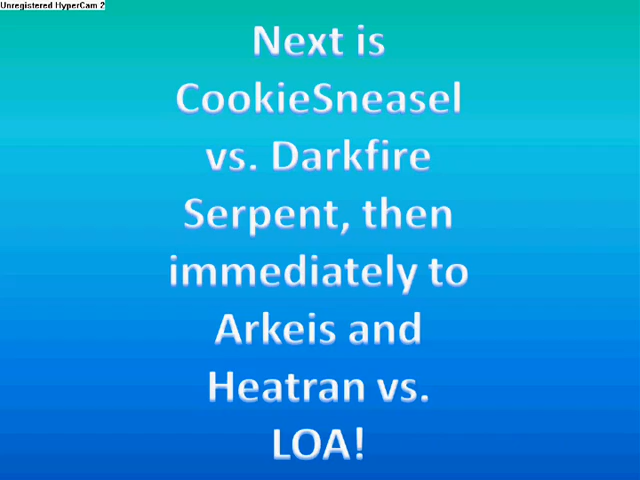 Unregistered HyperCam 2
Next is
CookieSneasel
vs. Darkfire
Serpent, then
immediately to
Arkeis and
Heatran vs.
LOA!